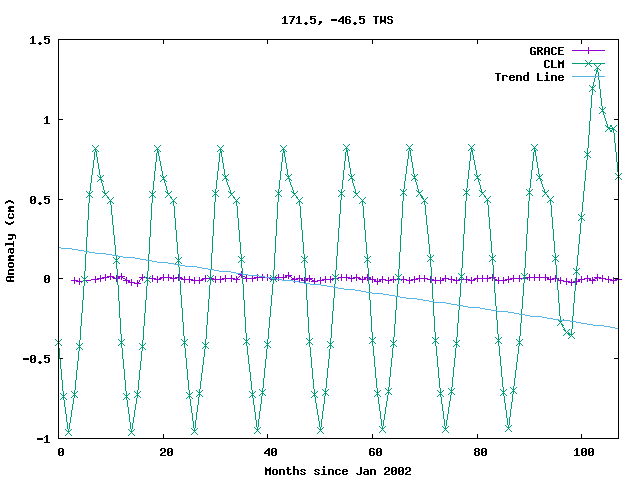 171.5, -46.5 TWS
1.5
1
0.5
0
-0.5
-1
Anomaly (cm)
GRACE
CLM
Trend Line
0 20 40 60 80 100
Months since Jan 2002